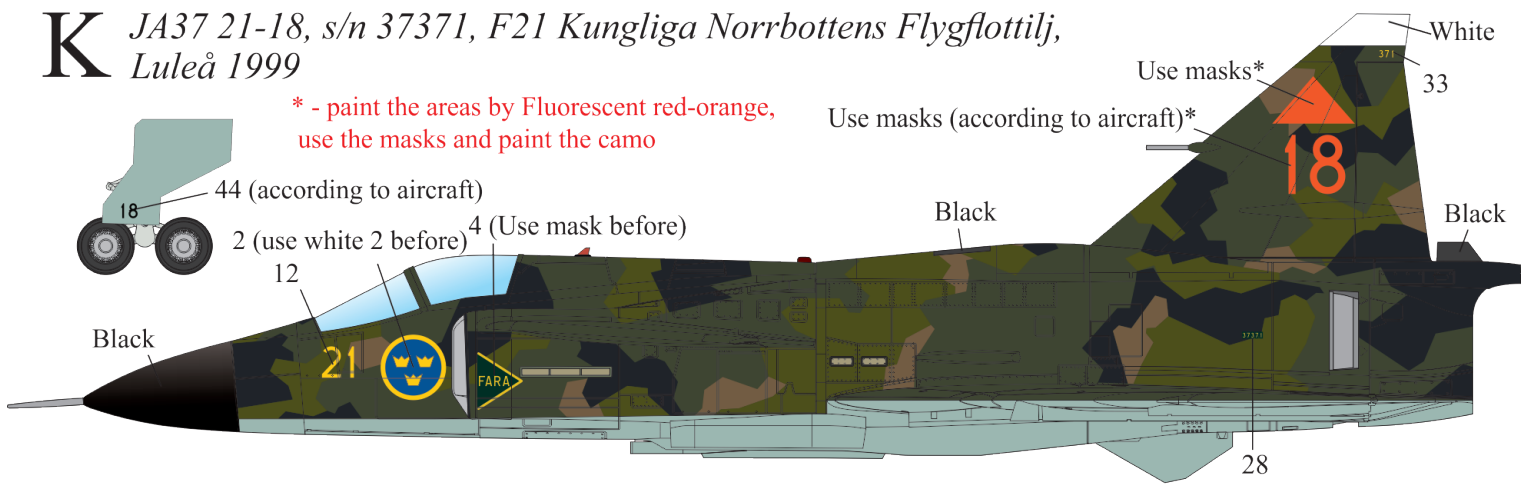 K
JA37 21-18, s/n 37371, F21 Kungliga Norrbottens Flygflottilj,
Luleå 1999
* - paint the areas by Fluorescent red-orange,
use the masks and paint the camo
White
371
33
Use masks*
Use masks (according to aircraft)*
18
44 (according to aircraft)
18
4 (Use mask before)
2 (use white 2 before)
12
Black
Black
Black
21
FARA
37371
28